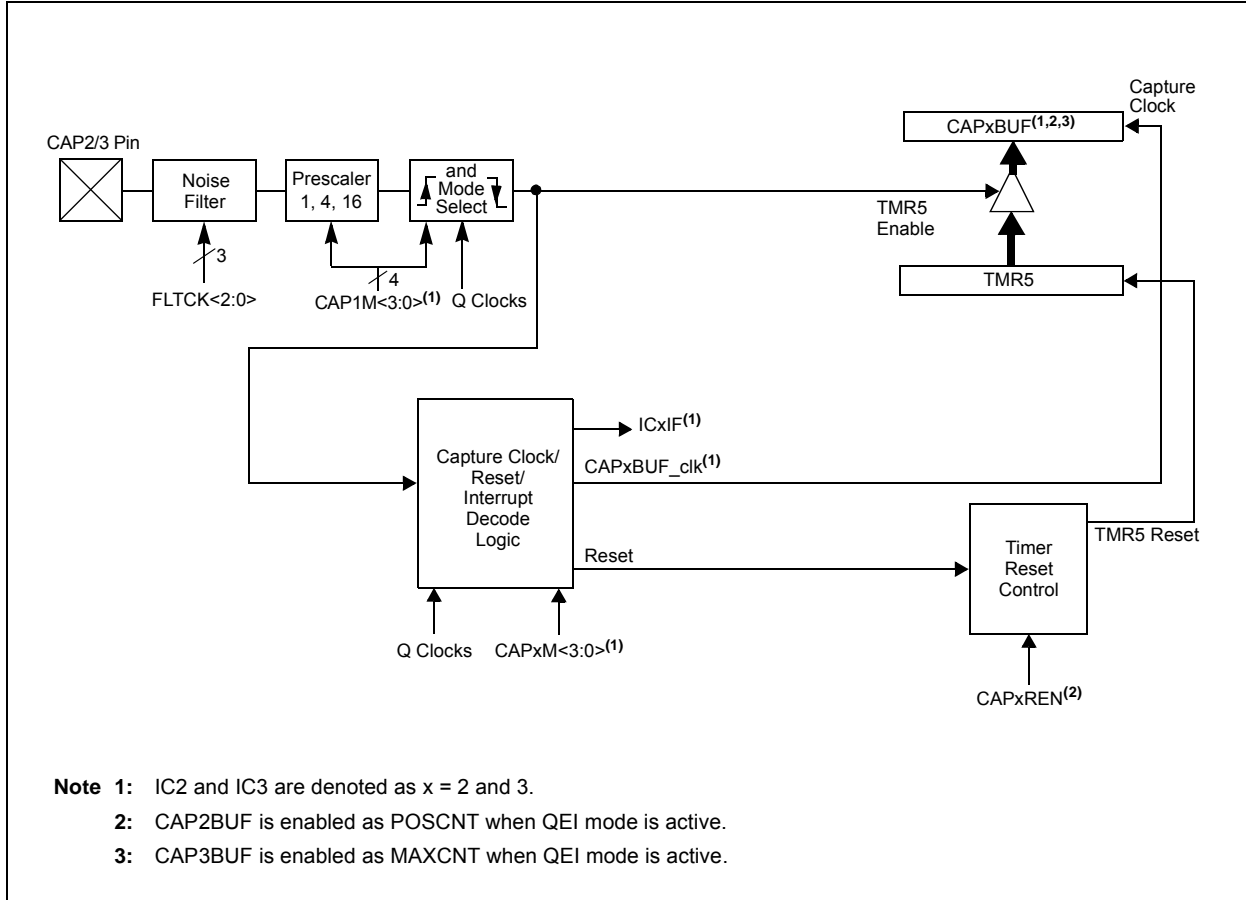 Capture
Clock
CAPxBUF(1,2,3)
CAP2/3 Pin
Noise
Filter
Prescaler
1, 4, 16
and
Mode
Select
TMR5
Enable
3
4
FLTCK<2:0>
CAP1M<3:0>(1)
Q Clocks
TMR5
ICxIF(1)
Capture Clock/
Reset/
Interrupt
Decode
Logic
CAPxBUF_clk(1)
Reset
Timer
Reset
Control
TMR5 Reset
Q Clocks
CAPxM<3:0>(1)
CAPxREN(2)
Note 1: IC2 and IC3 are denoted as x = 2 and 3.
2: CAP2BUF is enabled as POSCNT when QEI mode is active.
3: CAP3BUF is enabled as MAXCNT when QEI mode is active.